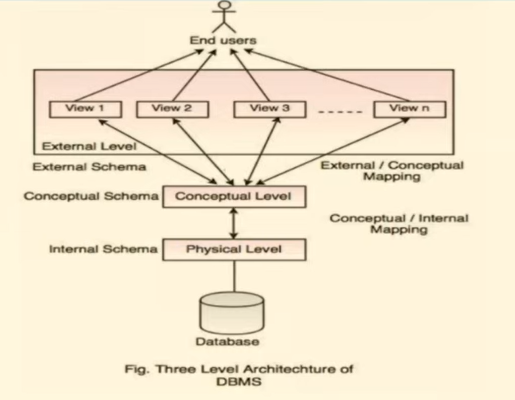 End users
View 1
View 2
View 3
View n
External Level
External Schema
External / Conceptual
Mapping
Conceptual Schema
Conceptual Level
Conceptual / Internal
Mapping
Internal Schema
Physical Level
Database
Fig. Three Level Architechture of
DBMS